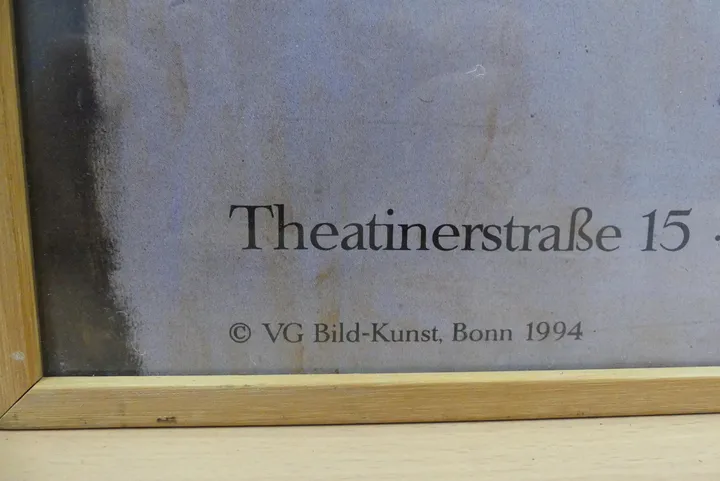 Theatinerstraße 15 ·
© VG Bild-Kunst, Bonn 1994